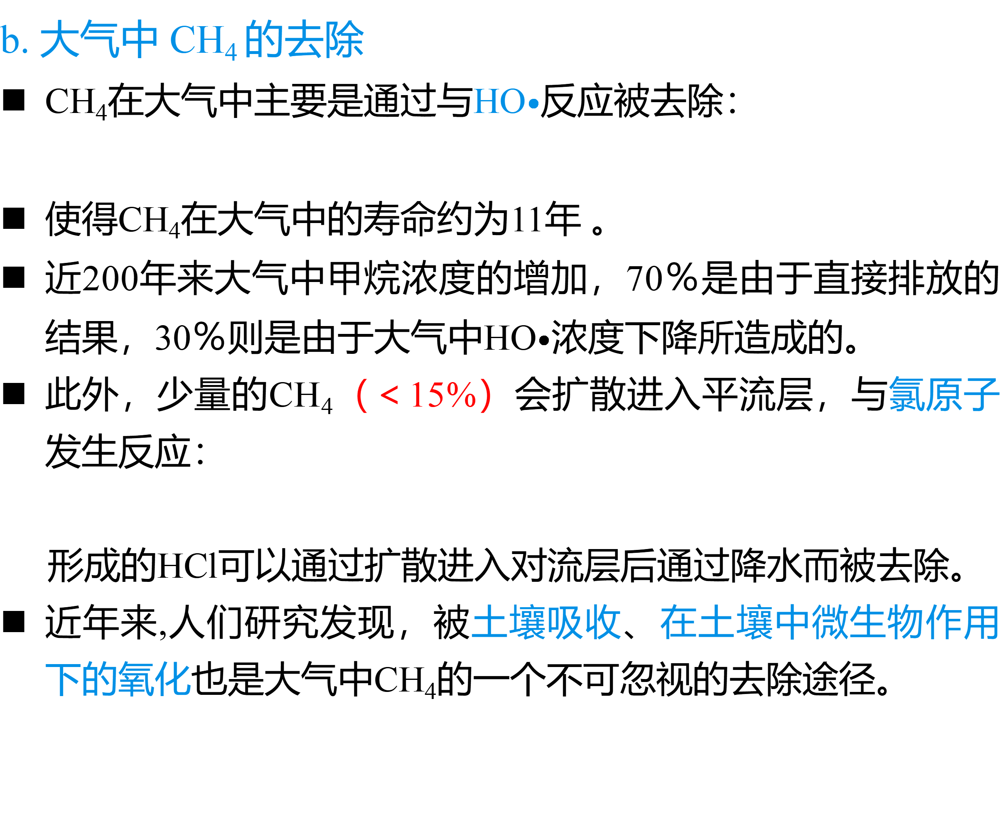 b. 大气中 CH₄ 的去除
■ CH₄在大气中主要是通过与HO•反应被去除：
■ 使得CH₄在大气中的寿命约为11年 。
■ 近200年来大气中甲烷浓度的增加，70%是由于直接排放的
结果，30%则是由于大气中HO•浓度下降所造成的。
■ 此外，少量的CH₄（＜15%）会扩散进入平流层，与氯原子
发生反应：
形成的HCl可以通过扩散进入对流层后通过降水而被去除。
■ 近年来,人们研究发现，被土壤吸收、在土壤中微生物作用
下的氧化也是大气中CH₄的一个不可忽视的去除途径。